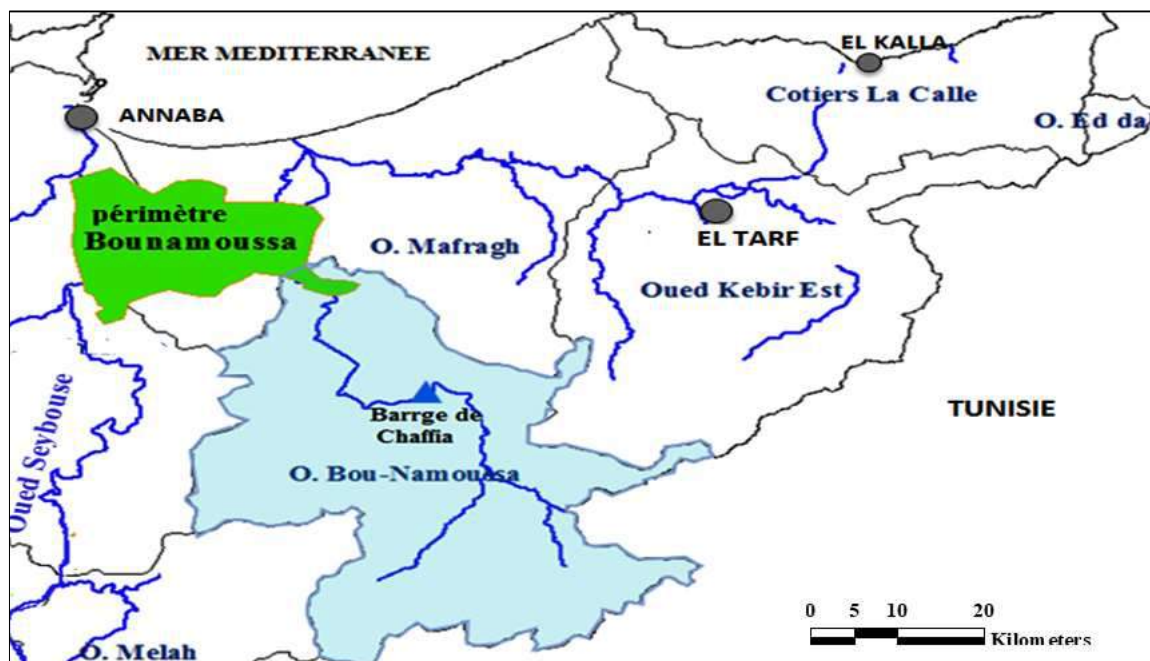 MER MEDITERRANEE
EL KALLA
Cotiers La Calle
ANNABA
O. Ed da
périmètre
Bounamoussa
O. Mafragh
EL TARF
Oued Kebir Est
TUNISIE
Barrge de
Chaffia
O. Bou-Namoussa
Oued Seybouse
O. Melah
0 5 10 20
Kilometers